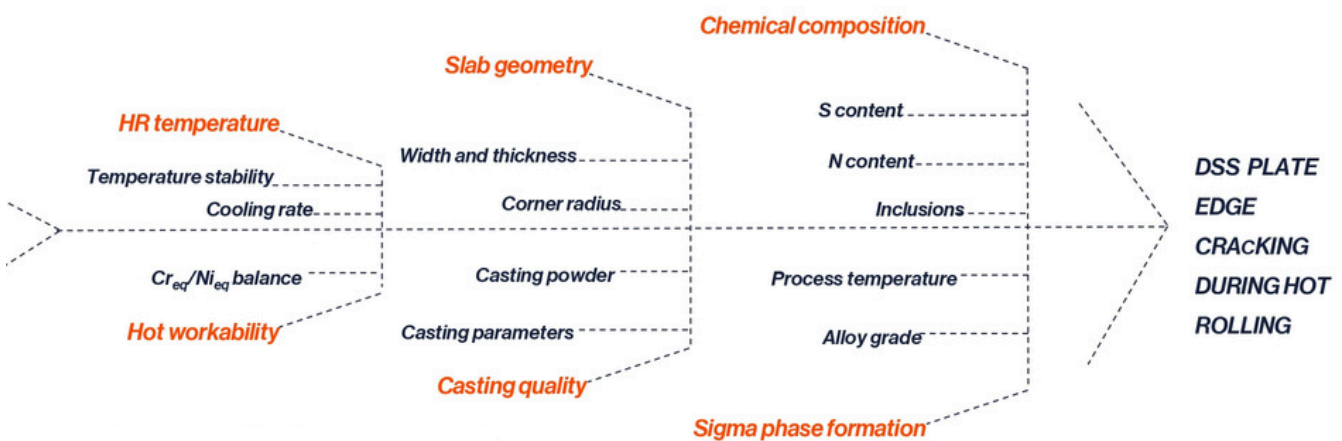 Chemical composition
Slab geometry
HR temperature
S content
Width and thickness
N content
Temperature stability
Corner radius
Inclusions
Cooling rate
DSS PLATE
EDGE
CRACKING
DURING HOT
ROLLING
Cr_eq/Ni_eq balance
Casting powder
Process temperature
Hot workability
Casting parameters
Alloy grade
Casting quality
Sigma phase formation